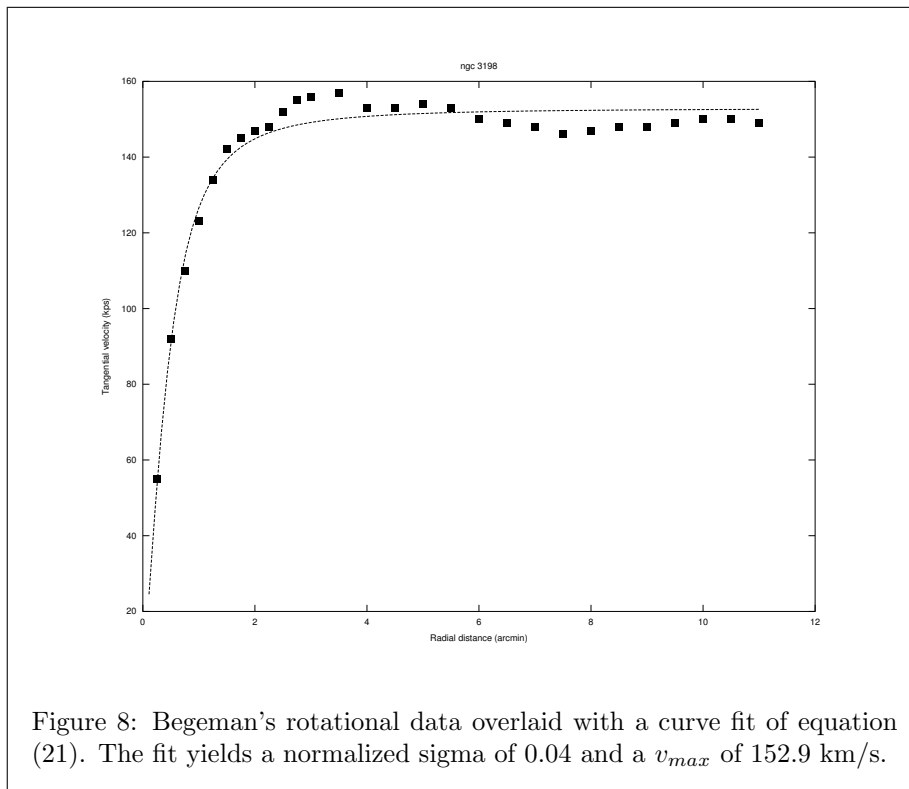 ngc 3198
160
140
120
100
80
60
40
20
Tangential velocity (kps)
0 2 4 6 8 10 12
Radial distance (arcmin)
Figure 8: Begeman's rotational data overlaid with a curve fit of equation
(21). The fit yields a normalized sigma of 0.04 and a v_{max} of 152.9 km/s.